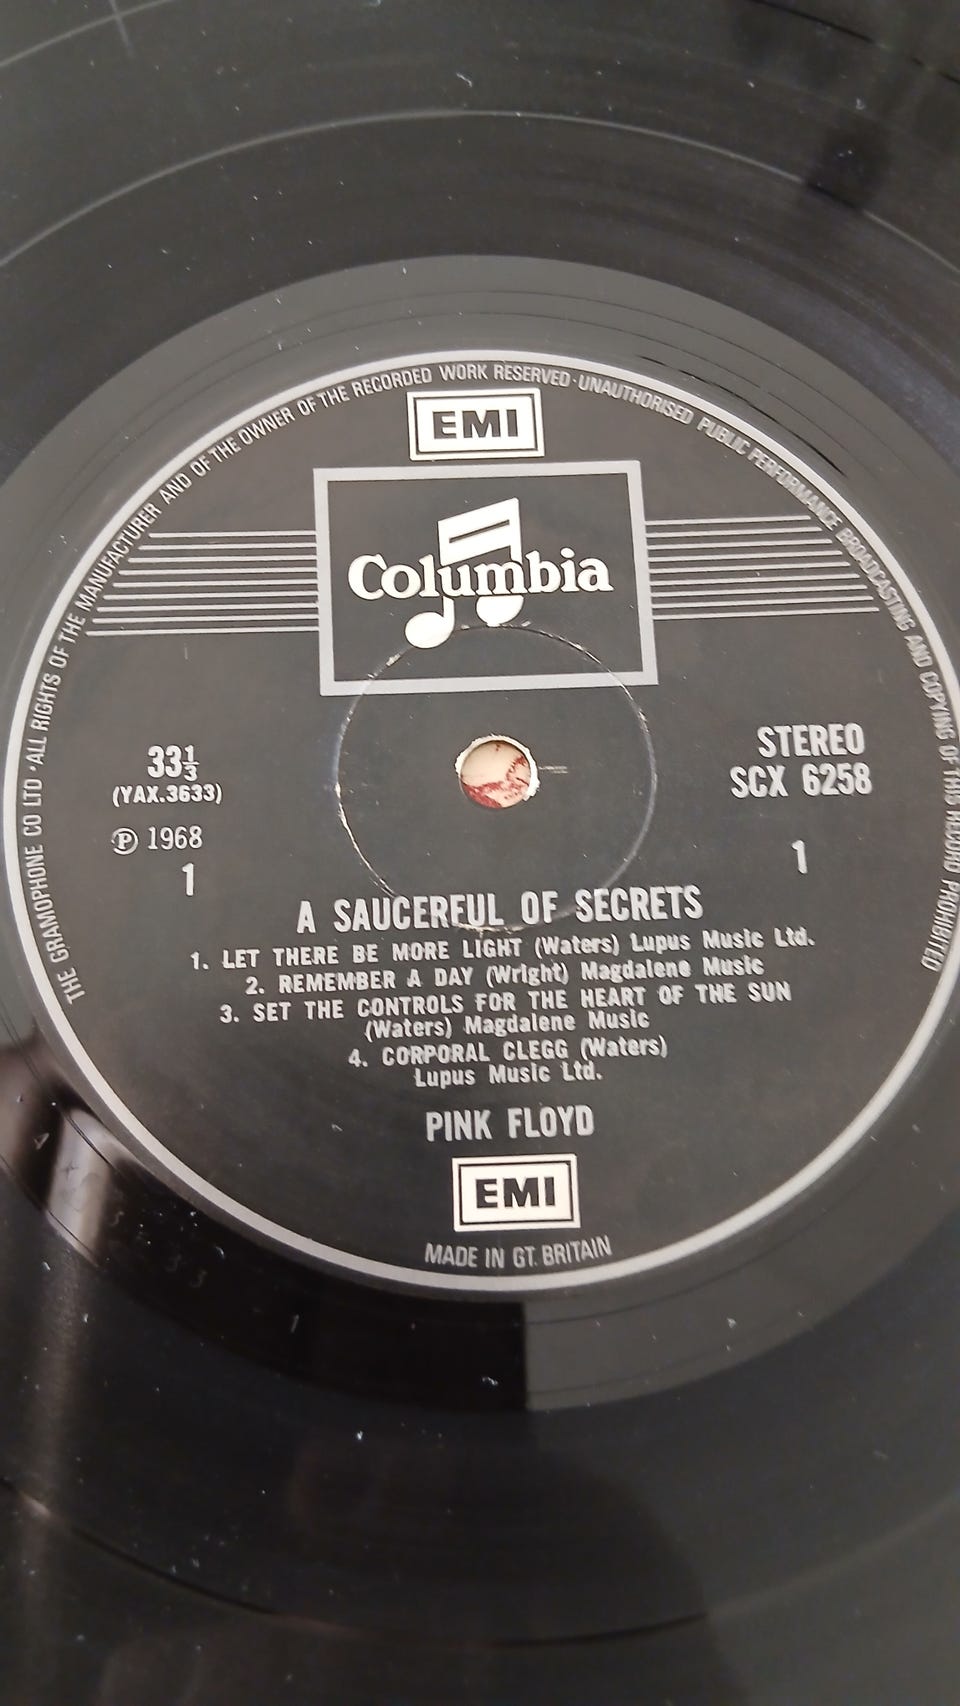 THE GRAMOPHONE CO LTD · ALL RIGHTS OF THE MANUFACTURER AND OF THE OWNER OF THE RECORDED WORK RESERVED · UNAUTHORISED PUBLIC PERFORMANCE BROADCASTING AND COPYING OF THIS RECORD PROHIBITED
EMI
Columbia
33⅓
(YAX.3633)
Ⓟ 1968
1
STEREO
SCX 6258
1
A SAUCERFUL OF SECRETS
1. LET THERE BE MORE LIGHT (Waters) Lupus Music Ltd.
2. REMEMBER A DAY (Wright) Magdalene Music
3. SET THE CONTROLS FOR THE HEART OF THE SUN
(Waters) Magdalene Music
4. CORPORAL CLEGG (Waters)
Lupus Music Ltd.
PINK FLOYD
EMI
MADE IN GT. BRITAIN